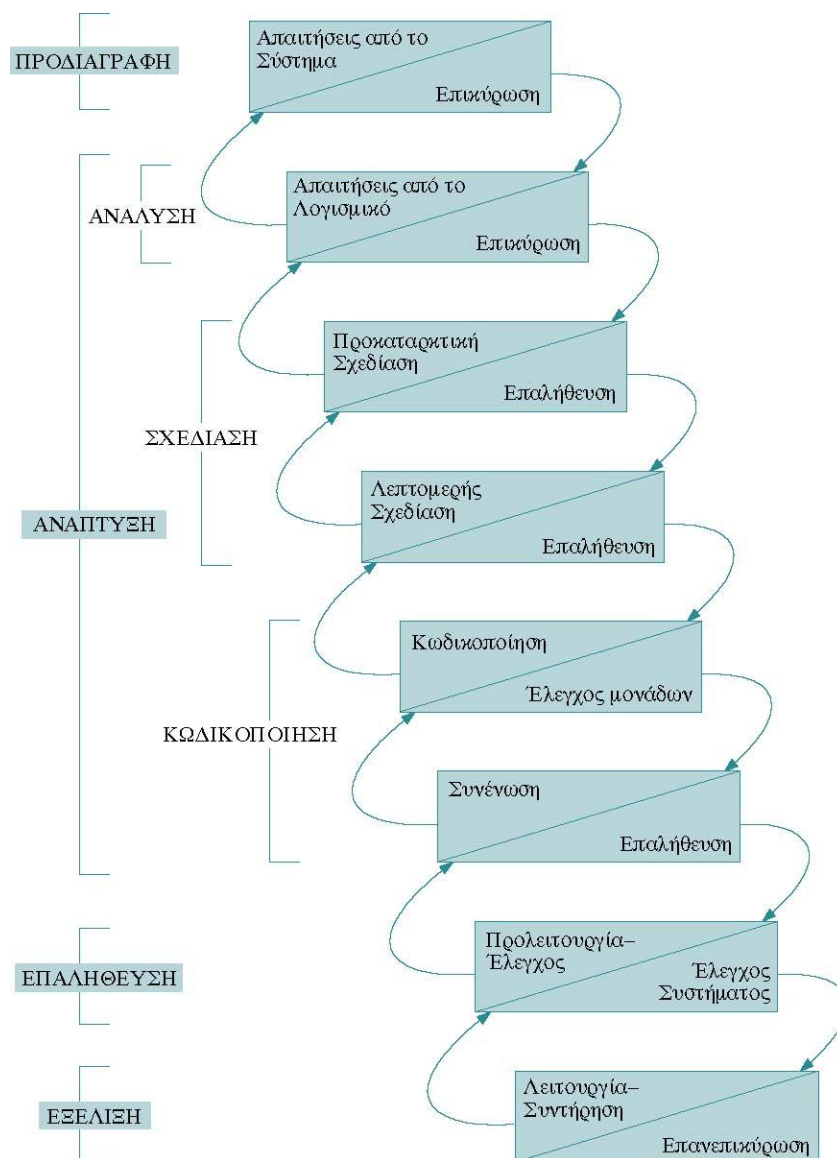 ΠΡΟΔΙΑΓΡΑΦΗ
Απαιτήσεις από το
Σύστημα
Επικύρωση
ΑΝΑΛΥΣΗ
Απαιτήσεις από το
Λογισμικό
Επικύρωση
ΣΧΕΔΙΑΣΗ
Προκαταρκτική
Σχεδίαση
Επαλήθευση
ΑΝΑΠΤΥΞΗ
Λεπτομερής
Σχεδίαση
Επαλήθευση
ΚΩΔΙΚΟΠΟΙΗΣΗ
Κωδικοποίηση
Έλεγχος μονάδων
Συνένωση
Επαλήθευση
ΕΠΑΛΗΘΕΥΣΗ
Προλειτουργία–
Έλεγχος
Έλεγχος
Συστήματος
ΕΞΕΛΙΞΗ
Λειτουργία–
Συντήρηση
Επανεπικύρωση